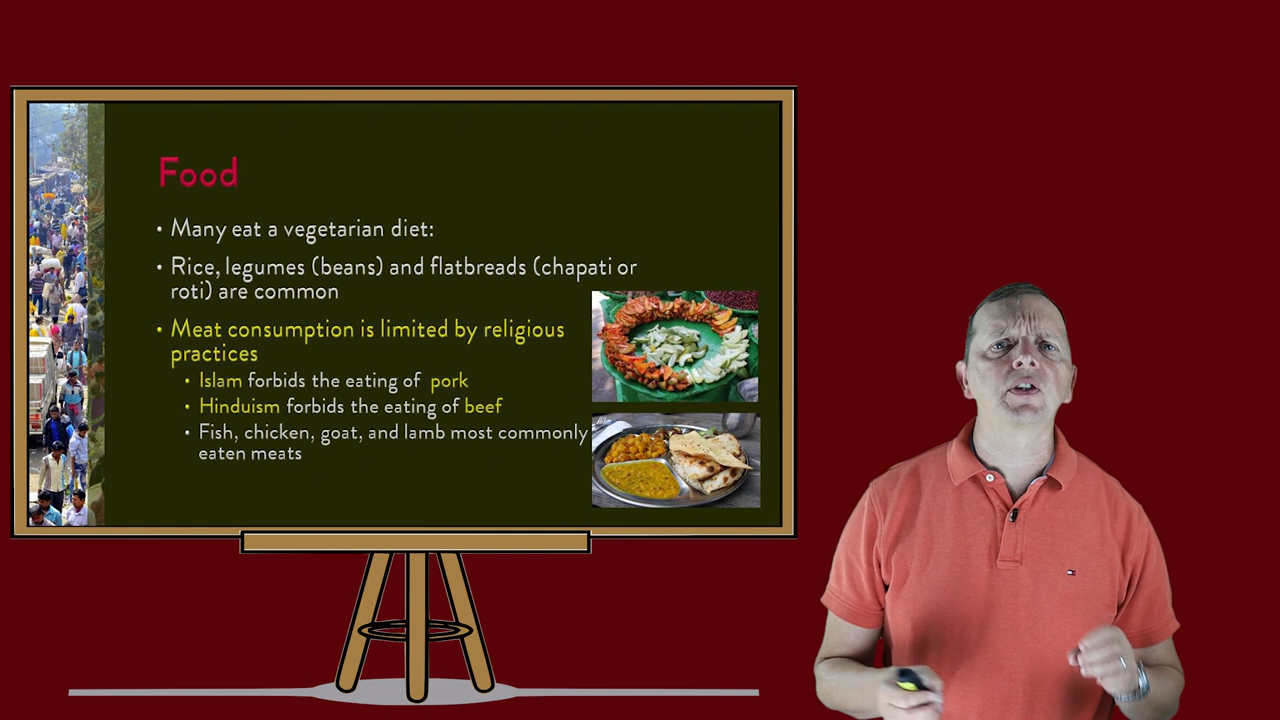 Food
• Many eat a vegetarian diet:
• Rice, legumes (beans) and flatbreads (chapati or
roti) are common
• Meat consumption is limited by religious
practices
• Islam forbids the eating of pork
• Hinduism forbids the eating of beef
• Fish, chicken, goat, and lamb most commonly
eaten meats